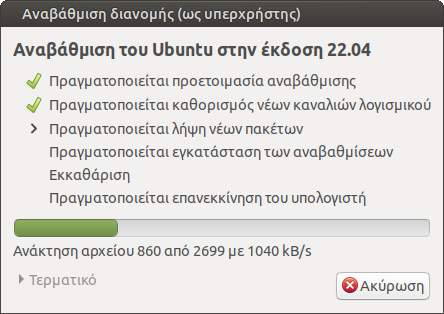 Αναβάθμιση διανομής (ως υπερχρήστης)
Αναβάθμιση του Ubuntu στην έκδοση 22.04
Πραγματοποιείται προετοιμασία αναβάθμισης
Πραγματοποιείται καθορισμός νέων καναλιών λογισμικού
Πραγματοποιείται λήψη νέων πακέτων
Πραγματοποιείται εγκατάσταση των αναβαθμίσεων
Εκκαθάριση
Πραγματοποιείται επανεκκίνηση του υπολογιστή
Ανάκτηση αρχείου 860 από 2699 με 1040 kB/s
Τερματικό
Ακύρωση